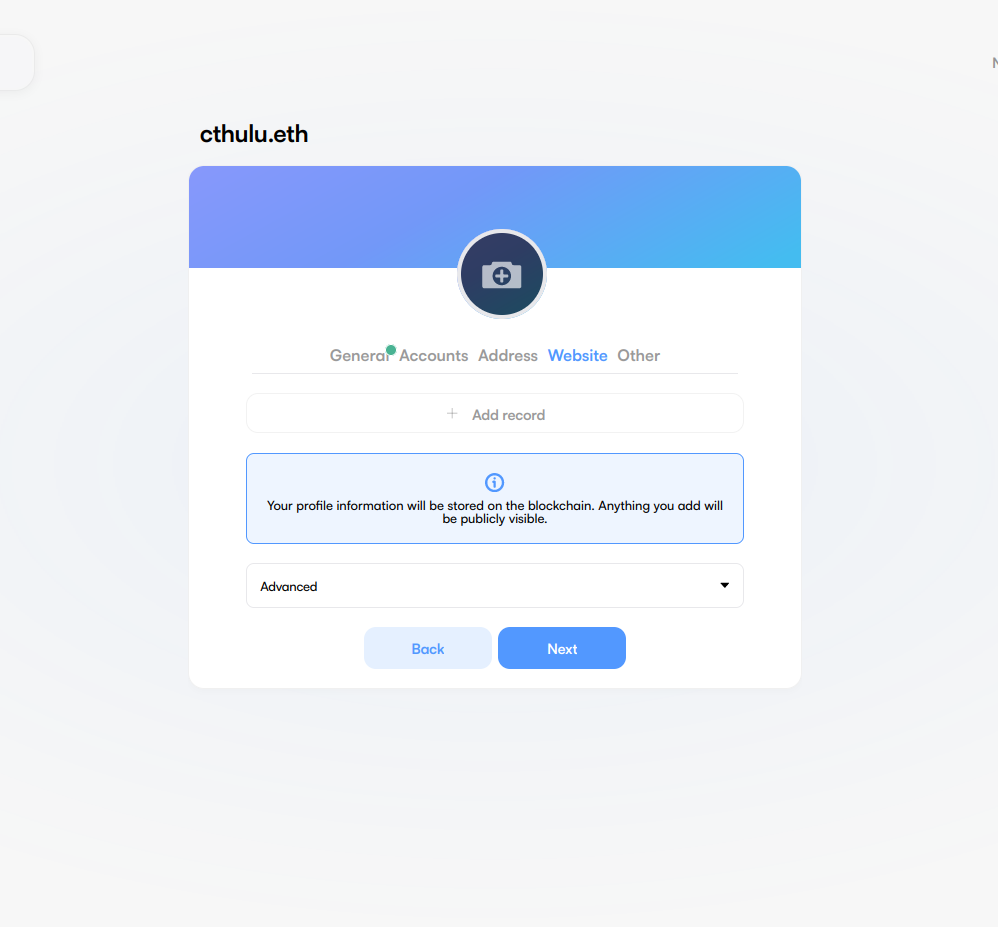 cthulu.eth
General Accounts Address Website Other
+ Add record
Your profile information will be stored on the blockchain. Anything you add will
be publicly visible.
Advanced
Back Next